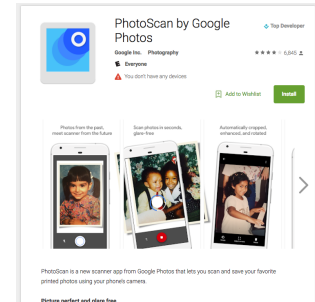 PhotoScan by Google
Photos
Top Developer
Google Inc. Photography
6,845
Everyone
You don't have any devices
Add to Wishlist
Install
Photos from the past,
meet scanner from the future
Scan photos in seconds,
glare-free
Automatically cropped,
enhanced, and rotated
PhotoScan is a new scanner app from Google Photos that lets you scan and save your favorite
printed photos using your phone's camera.
Picture perfect and glare free